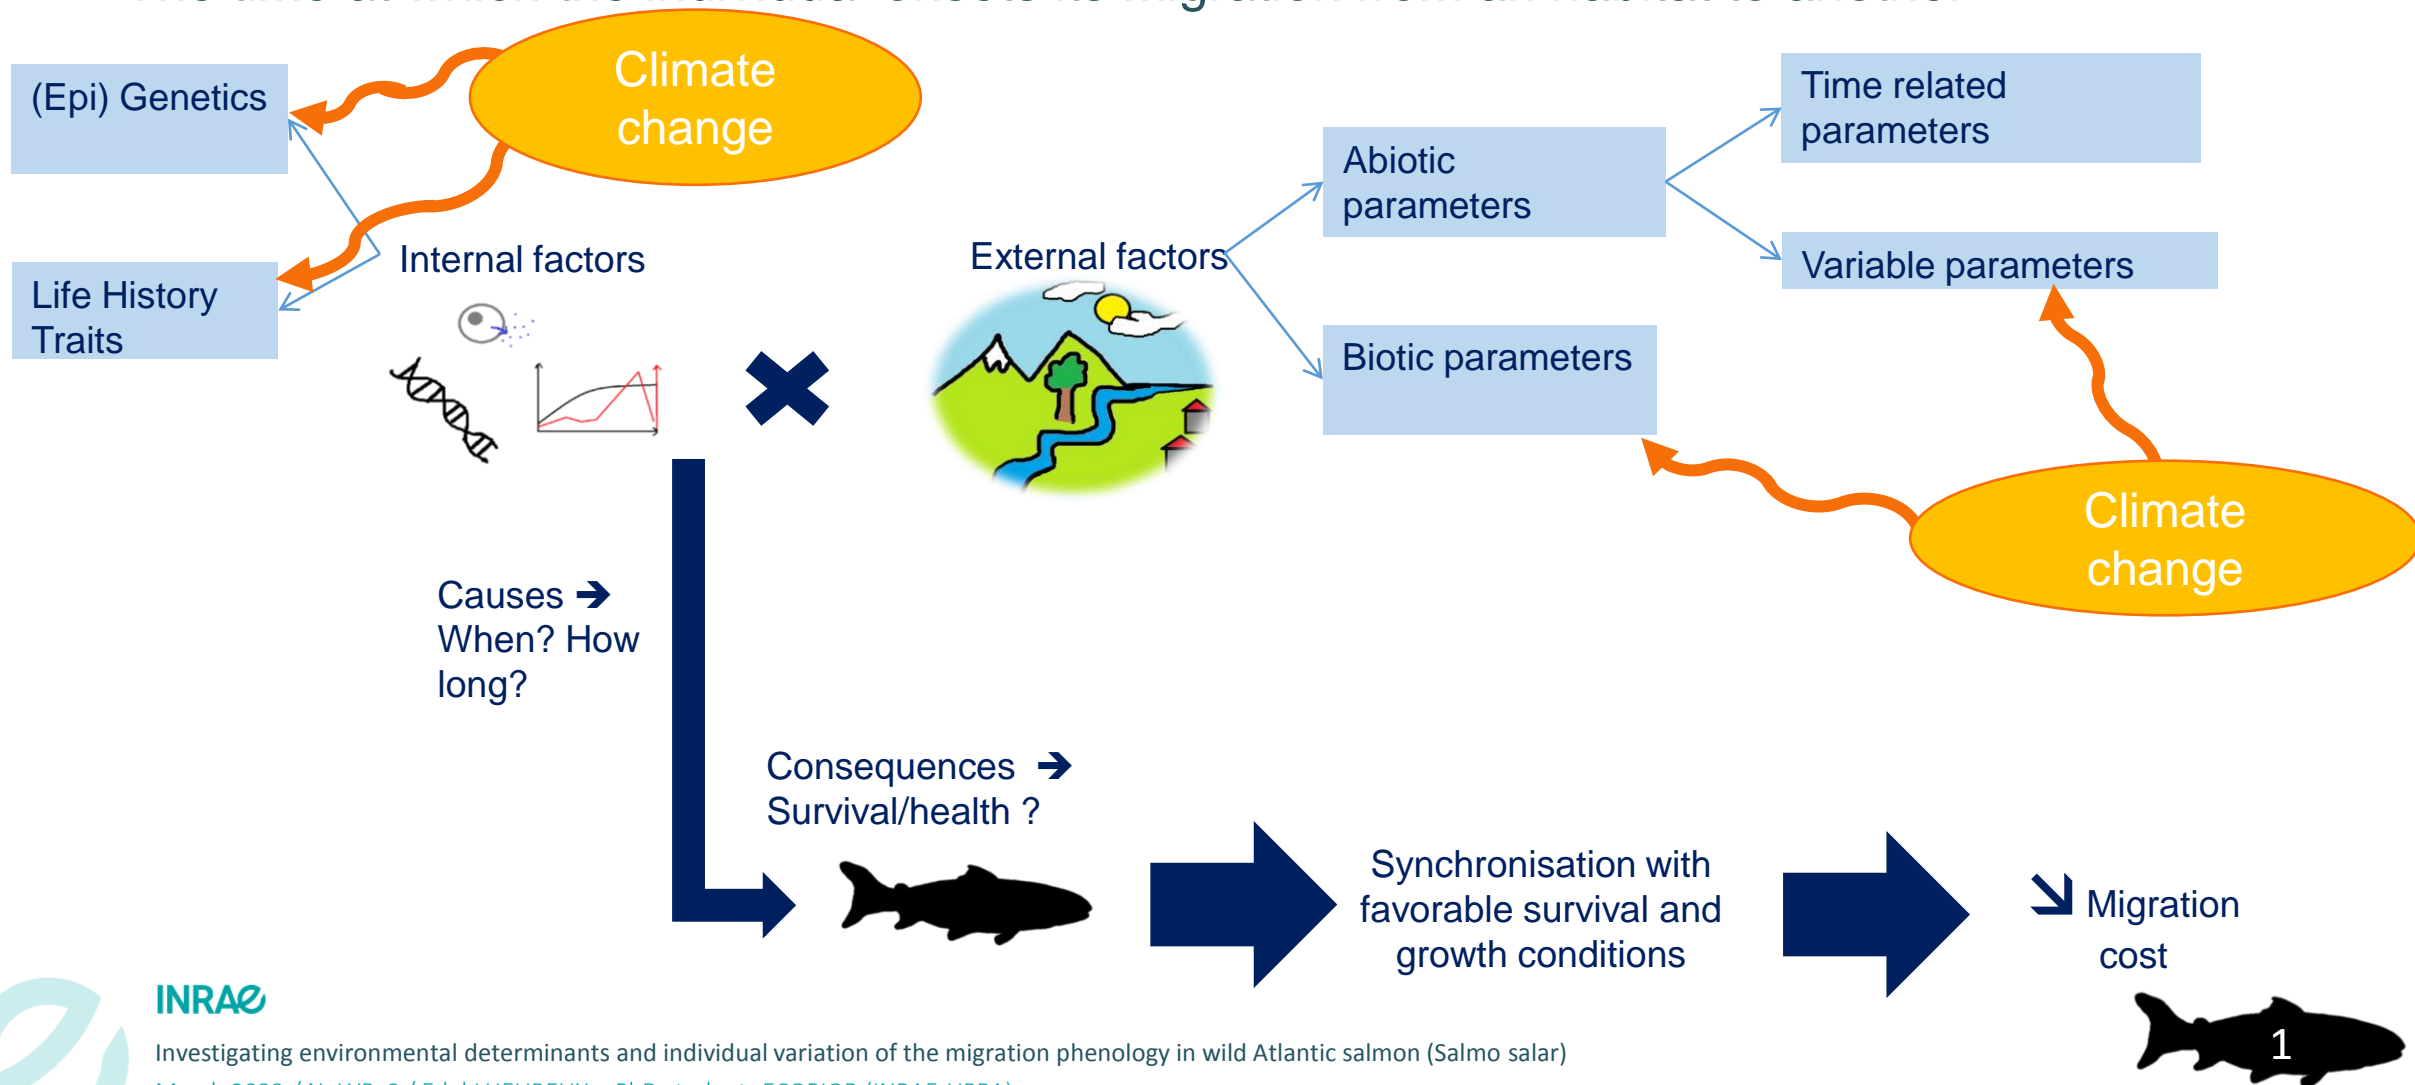 Climate
change
(Epi) Genetics
Life History
Traits
Internal factors
External factors
Abiotic
parameters
Biotic parameters
Time related
parameters
Variable parameters
Climate
change
Causes ➔
When? How
long?
Consequences ➔
Survival/health ?
Synchronisation with
favorable survival and
growth conditions
➘ Migration
cost
INRAE
Investigating environmental determinants and individual variation of the migration phenology in wild Atlantic salmon (Salmo salar)
1